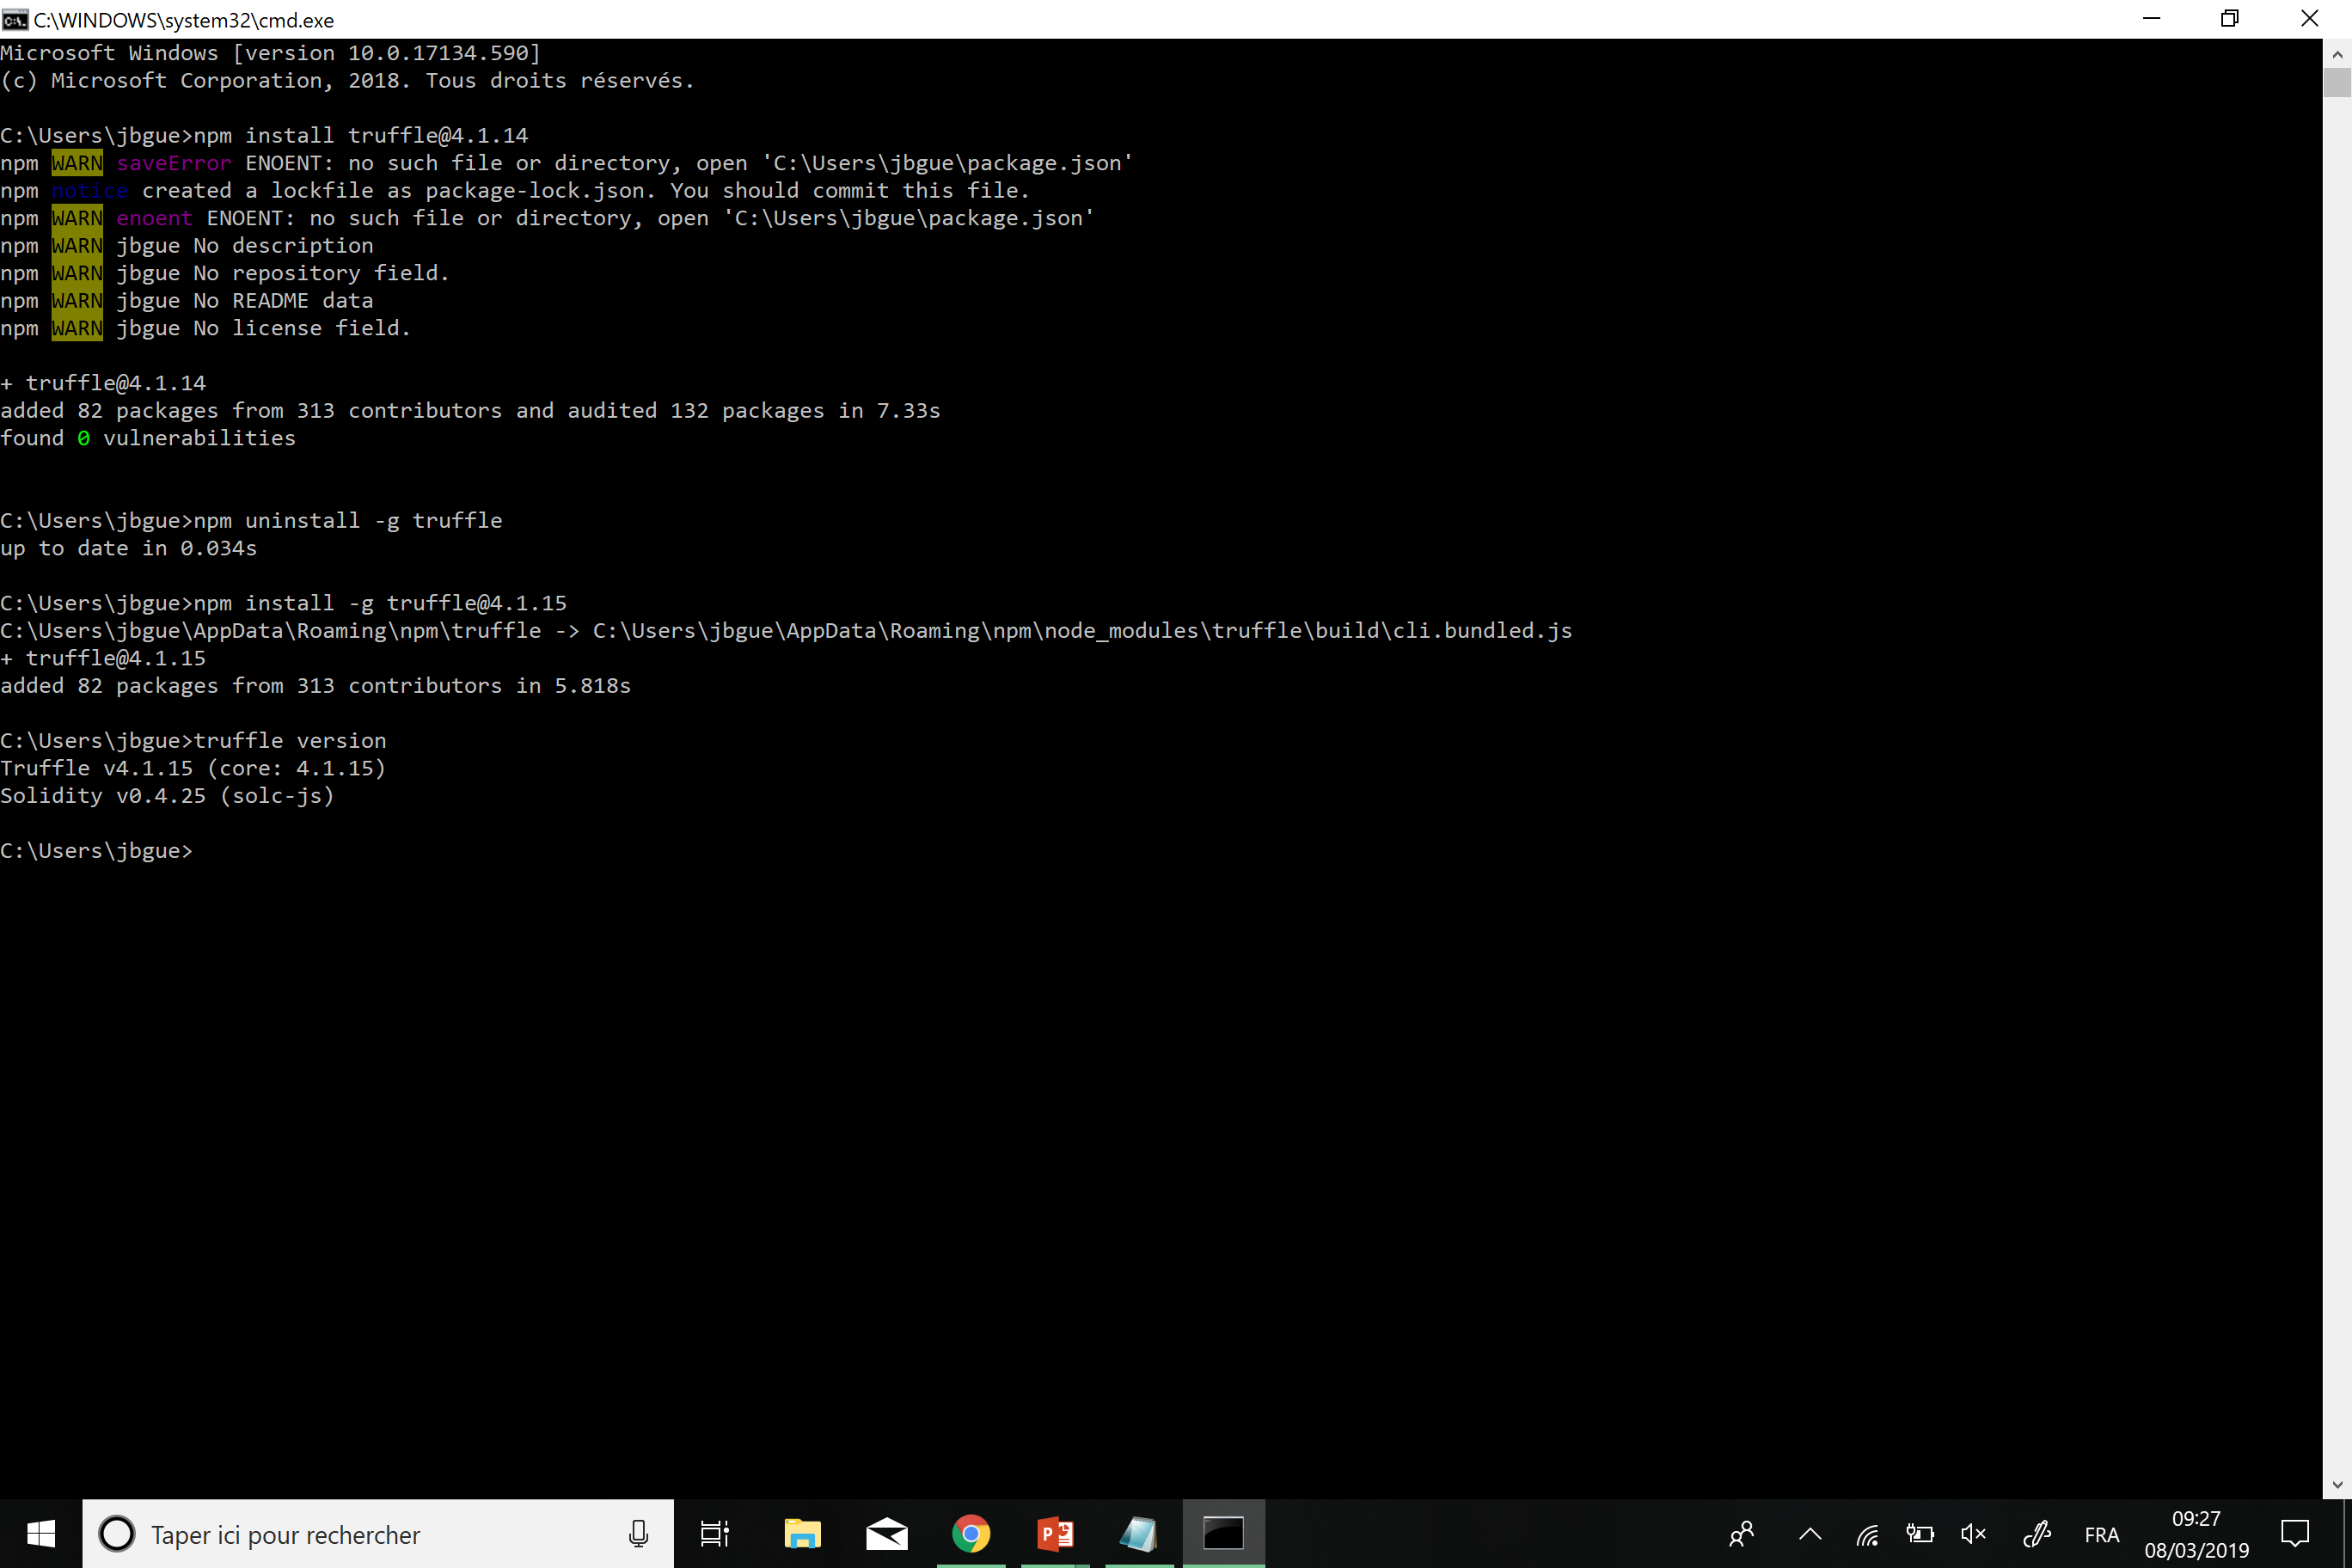 C:\WINDOWS\system32\cmd.exe
Microsoft Windows [version 10.0.17134.590]
(c) Microsoft Corporation, 2018. Tous droits réservés.
C:\Users\jbgue>npm install truffle@4.1.14
npm WARN saveError ENOENT: no such file or directory, open 'C:\Users\jbgue\package.json'
npm notice created a lockfile as package-lock.json. You should commit this file.
npm WARN enoent ENOENT: no such file or directory, open 'C:\Users\jbgue\package.json'
npm WARN jbgue No description
npm WARN jbgue No repository field.
npm WARN jbgue No README data
npm WARN jbgue No license field.
+ truffle@4.1.14
added 82 packages from 313 contributors and audited 132 packages in 7.33s
found 0 vulnerabilities
C:\Users\jbgue>npm uninstall -g truffle
up to date in 0.034s
C:\Users\jbgue>npm install -g truffle@4.1.15
C:\Users\jbgue\AppData\Roaming\npm\truffle -> C:\Users\jbgue\AppData\Roaming\npm\node_modules\truffle\build\cli.bundled.js
+ truffle@4.1.15
added 82 packages from 313 contributors in 5.818s
C:\Users\jbgue>truffle version
Truffle v4.1.15 (core: 4.1.15)
Solidity v0.4.25 (solc-js)
C:\Users\jbgue>
Taper ici pour rechercher
FRA
09:27
08/03/2019